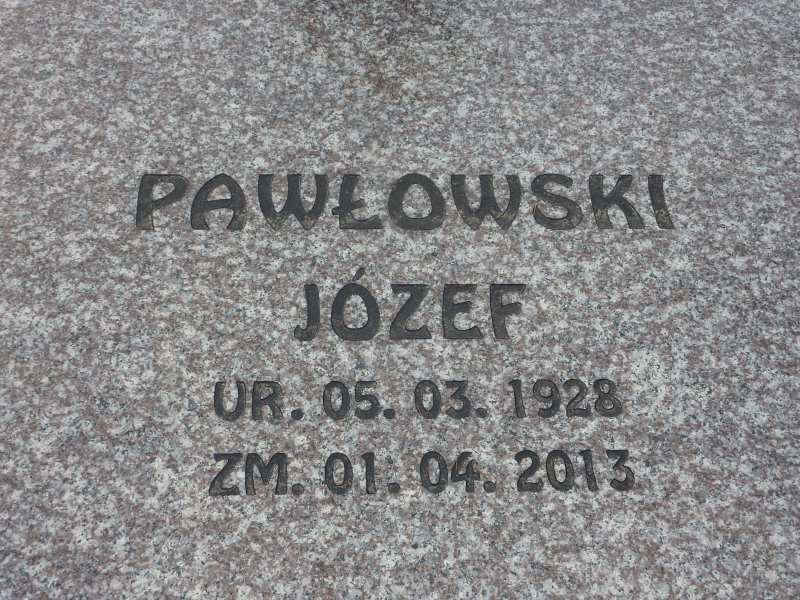 PAWŁOWSKI
JÓZEF
UR. 05. 03. 1928
ZM. 01. 04. 2013